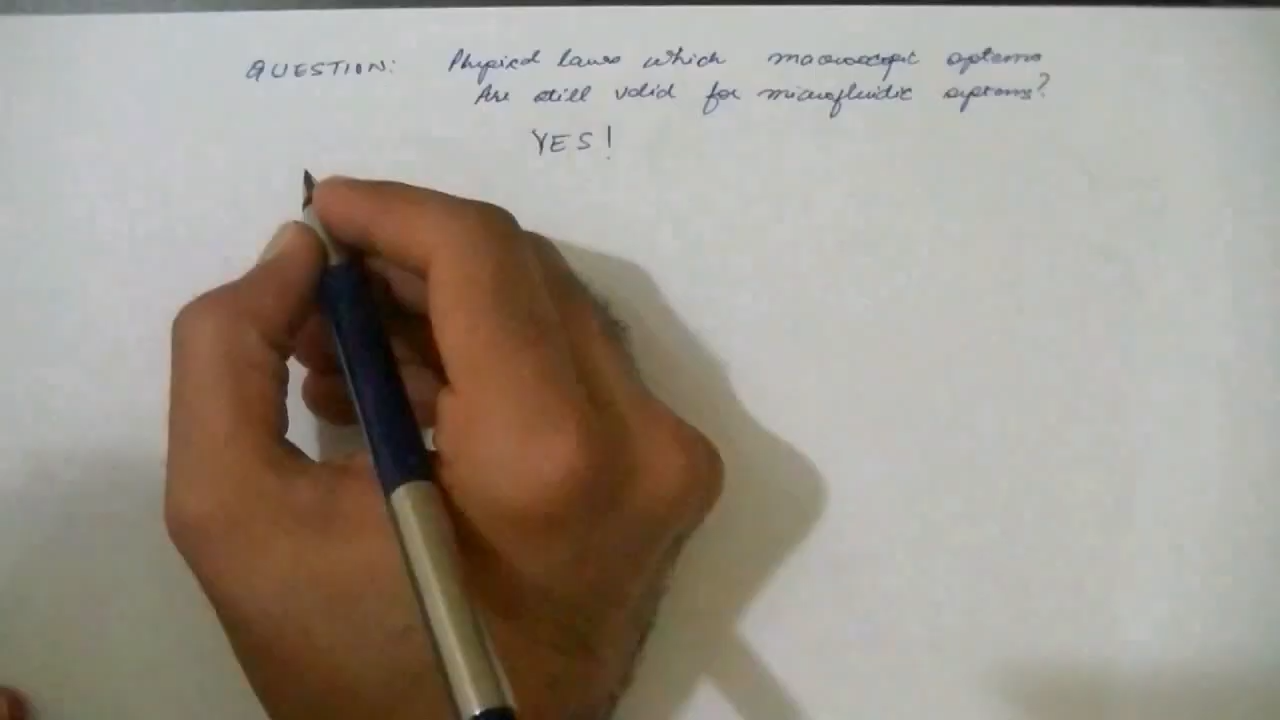 QUESTION: Physical laws which macroscopic systems
Are still valid for microfluidic systems?
YES!